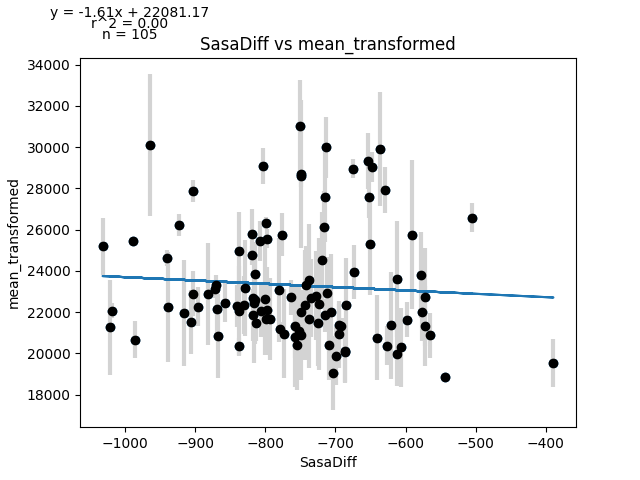 y = -1.61x + 22081.17
r^2 = 0.00
n = 105
SasaDiff vs mean_transformed
34000
32000
30000
28000
26000
24000
22000
20000
18000
mean_transformed
−1000 −900 −800 −700 −600 −500 −400
SasaDiff